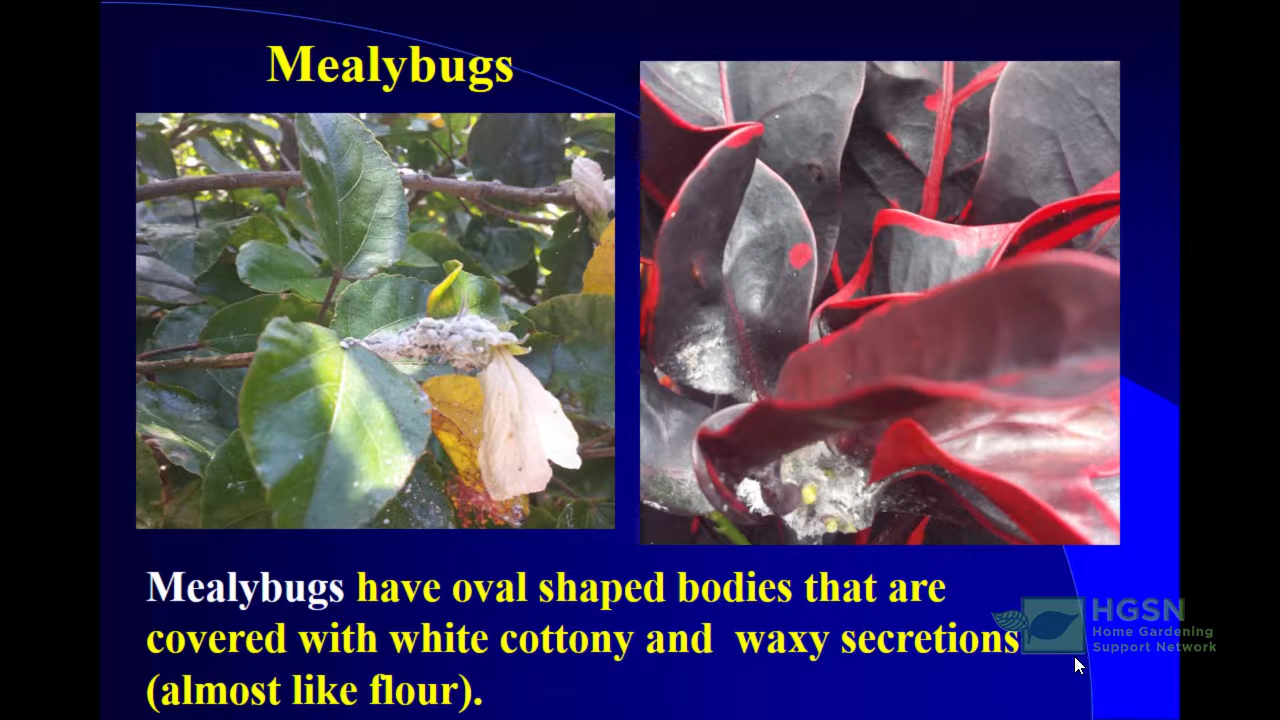 Mealybugs
Mealybugs have oval shaped bodies that are
covered with white cottony and waxy secretions
(almost like flour).
HGSN
Home Gardening
Support Network